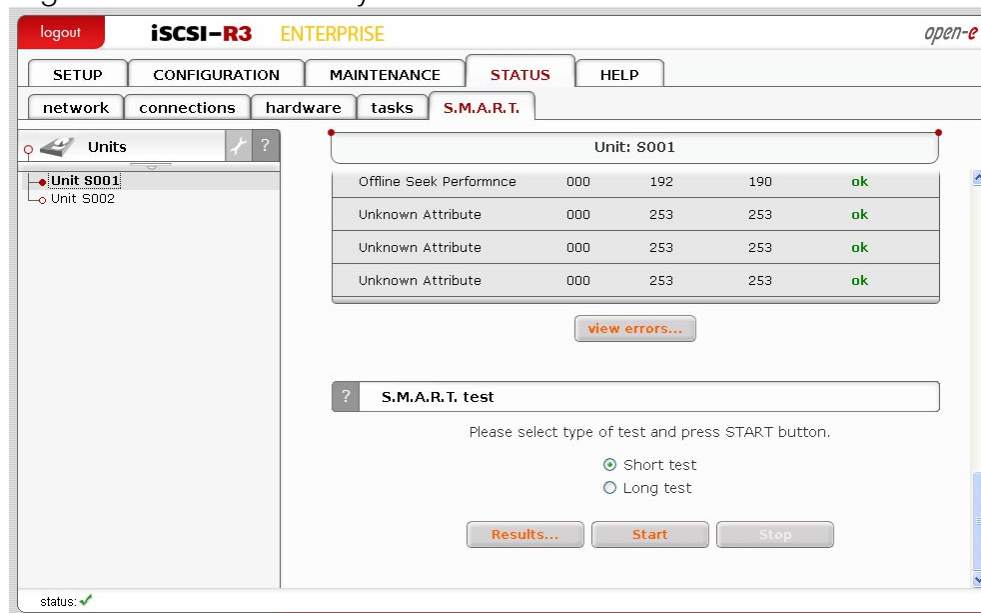 logout iSCSI-R3 ENTERPRISE open-e
SETUP CONFIGURATION MAINTENANCE STATUS HELP
network connections hardware tasks S.M.A.R.T.
Units ?
Unit S001
Unit S002
Unit: S001
Offline Seek Performnce 000 192 190 ok
Unknown Attribute 000 253 253 ok
Unknown Attribute 000 253 253 ok
Unknown Attribute 000 253 253 ok
view errors...
? S.M.A.R.T. test
Please select type of test and press START button.
Short test
Long test
Results... Start Stop
status: